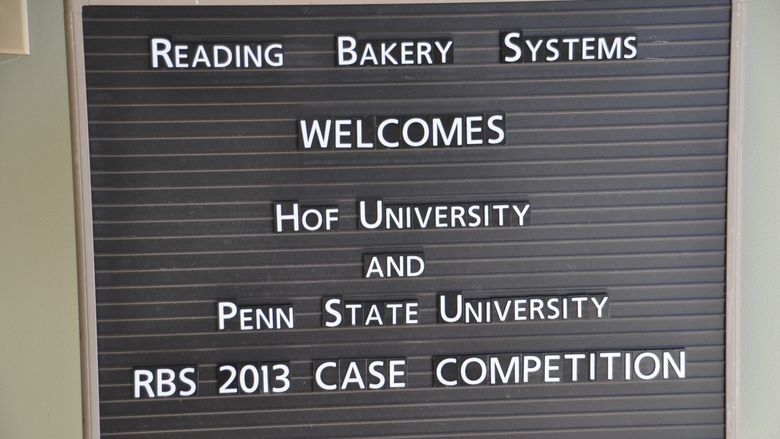 READING BAKERY SYSTEMS
WELCOMES
HOF UNIVERSITY
AND
PENN STATE UNIVERSITY
RBS 2013 CASE COMPETITION